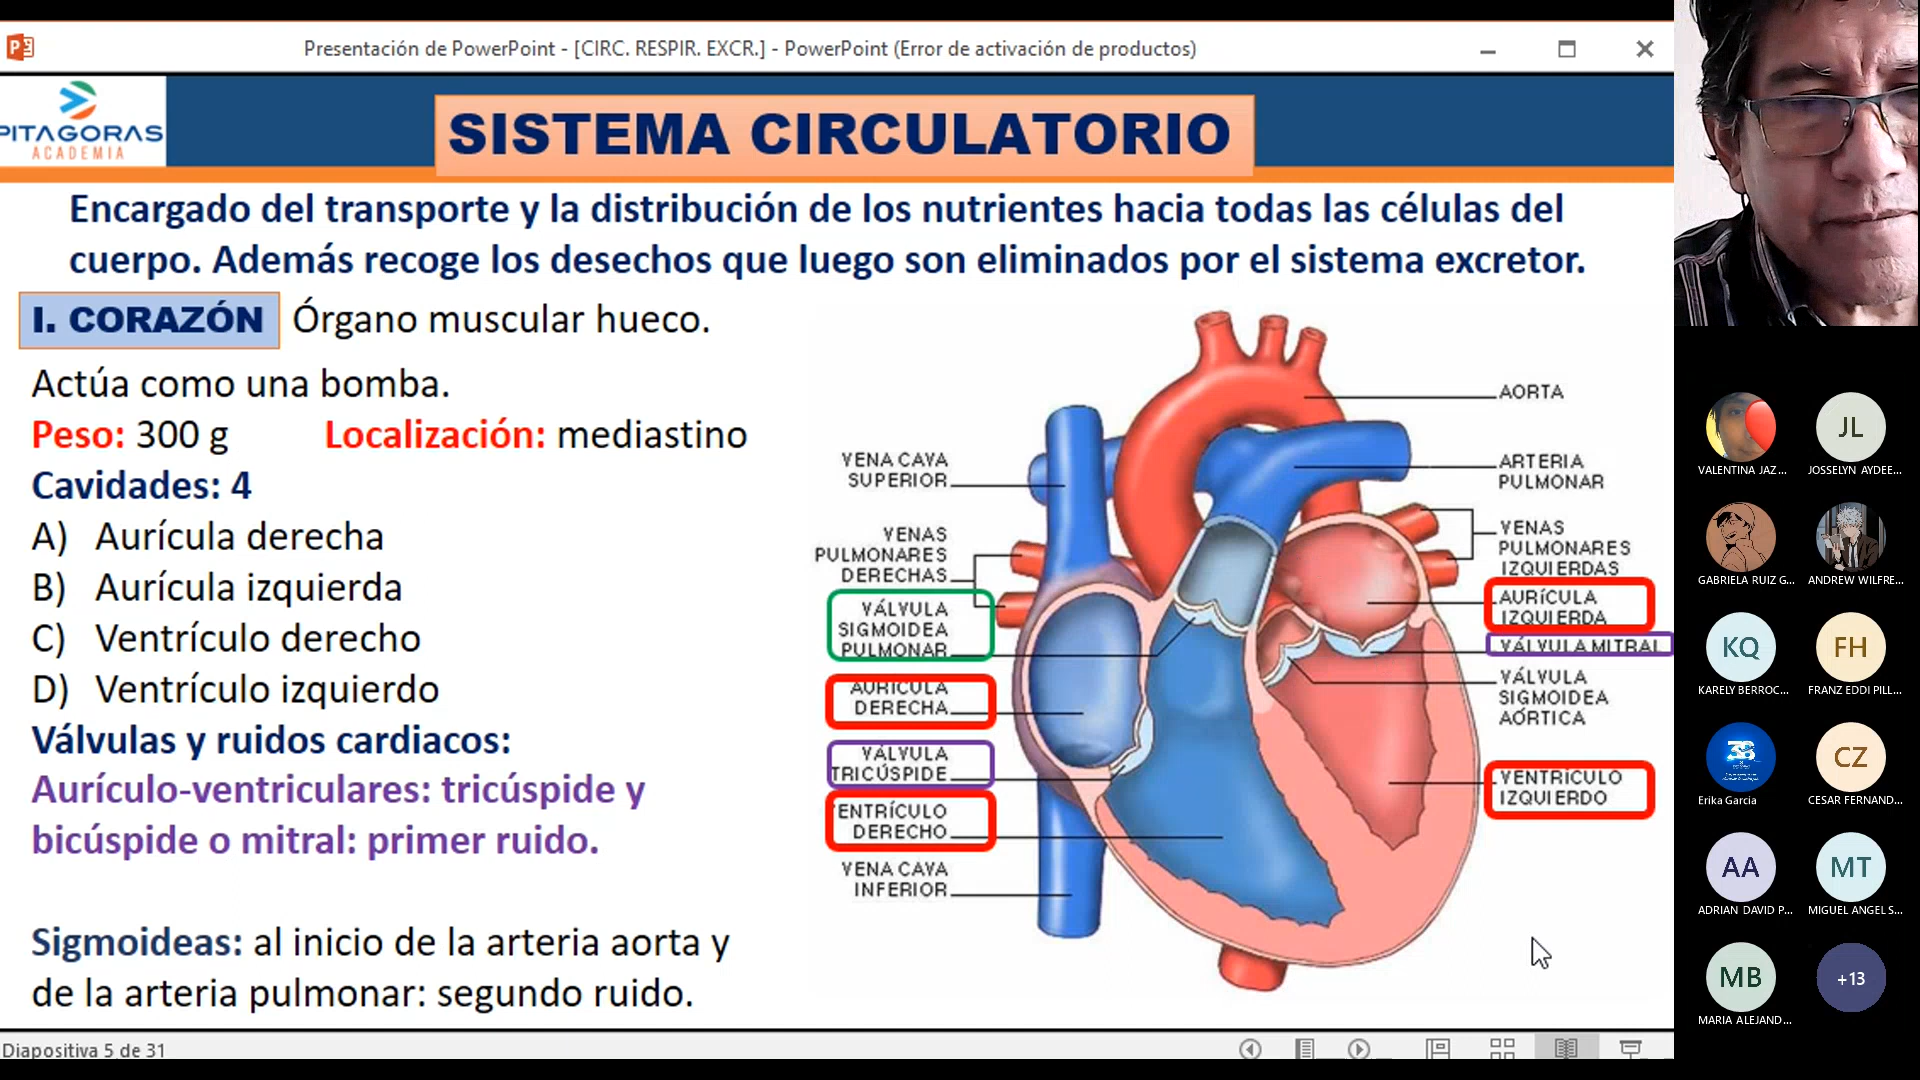 Presentación de PowerPoint - [CIRC. RESPIR. EXCR.] - PowerPoint (Error de activación de productos)
PITAGORAS
ACADEMIA
SISTEMA CIRCULATORIO
Encargado del transporte y la distribución de los nutrientes hacia todas las células del
cuerpo. Además recoge los desechos que luego son eliminados por el sistema excretor.
I. CORAZÓN Órgano muscular hueco.
Actúa como una bomba.
Peso: 300 g Localización: mediastino
Cavidades: 4
A) Aurícula derecha
B) Aurícula izquierda
C) Ventrículo derecho
D) Ventrículo izquierdo
Válvulas y ruidos cardiacos:
Aurículo-ventriculares: tricúspide y
bicúspide o mitral: primer ruido.
Sigmoideas: al inicio de la arteria aorta y
de la arteria pulmonar: segundo ruido.
VENA CAVA
SUPERIOR
VENAS
PULMONARES
DERECHAS
VÁLVULA
SIGMOIDEA
PULMONAR
AURÍCULA
DERECHA
VÁLVULA
TRICÚSPIDE
ENTRÍCULO
DERECHO
VENA CAVA
INFERIOR
AORTA
ARTERIA
PULMONAR
VENAS
PULMONARES
IZQUIERDAS
AURÍCULA
IZQUIERDA
VÁLVULA MITRAL
VÁLVULA
SIGMOIDEA
AÓRTICA
VENTRÍCULO
IZQUIERDO
Diapositiva 5 de 31
VALENTINA JAZ...
JL
JOSSELYN AYDEE...
GABRIELA RUIZ G...
ANDREW WILFRE...
KQ
KARELY BERROC...
FH
FRANZ EDDI PILL...
Erika Garcia
CZ
CESAR FERNAND...
AA
ADRIAN DAVID P...
MT
MIGUEL ANGEL S...
MB
MARIA ALEJAND...
+13